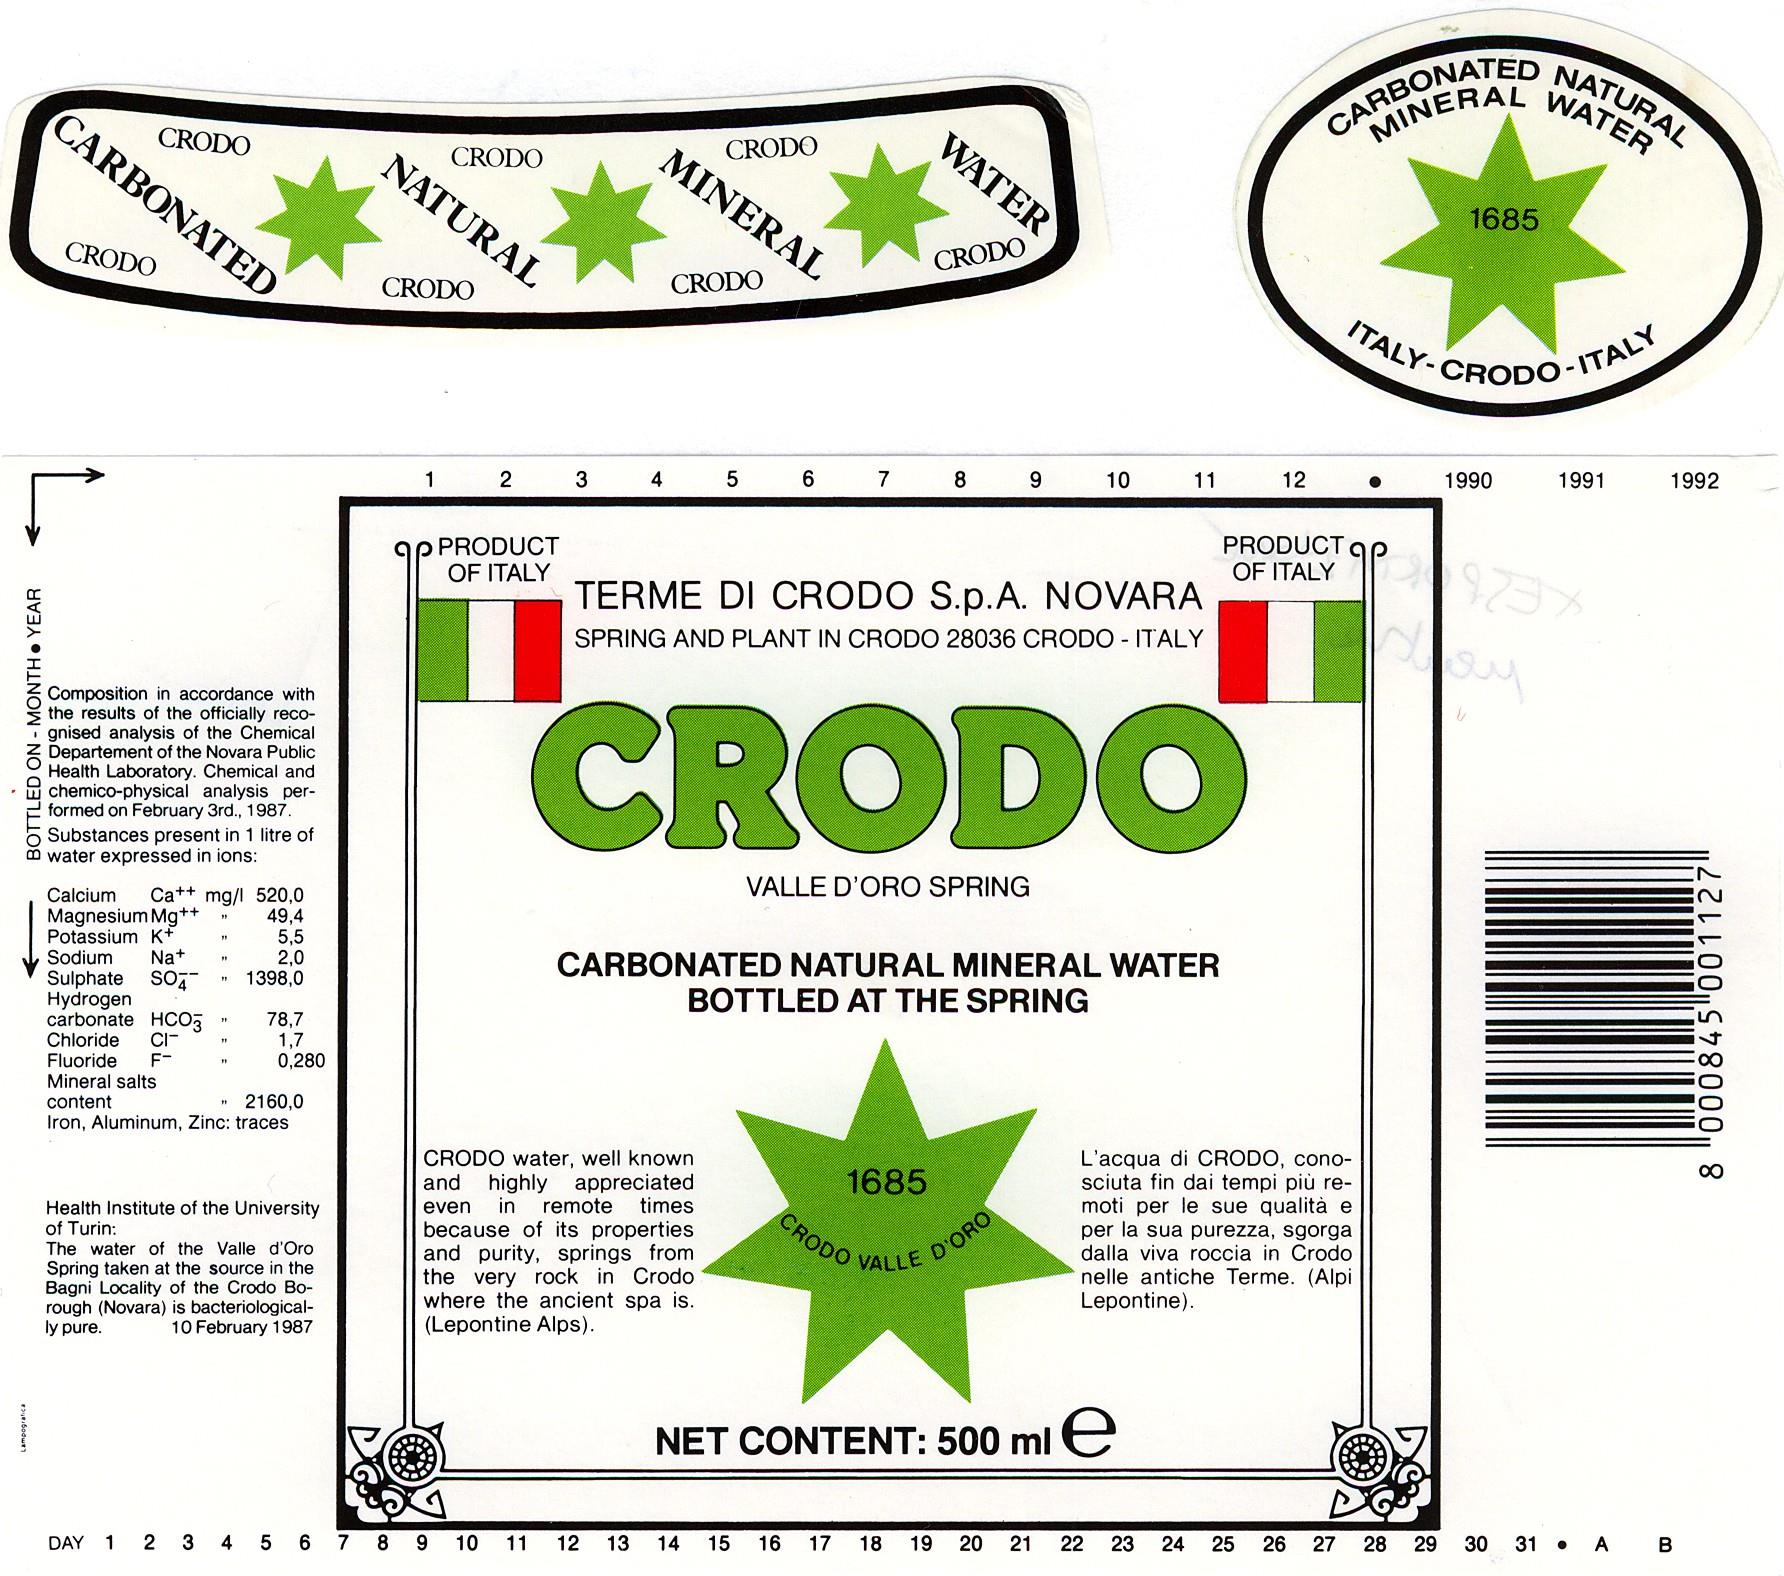 CARBONATED NATURAL MINERAL WATER
CRODO CRODO CRODO
CRODO CRODO CRODO CRODO
CARBONATED NATURAL
MINERAL WATER
1685
ITALY - CRODO - ITALY
1 2 3 4 5 6 7 8 9 10 11 12 • 1990 1991 1992
BOTTLED ON - MONTH • YEAR
PRODUCT
OF ITALY
PRODUCT
OF ITALY
TERME DI CRODO S.p.A. NOVARA
SPRING AND PLANT IN CRODO 28036 CRODO - ITALY
CRODO
VALLE D'ORO SPRING
CARBONATED NATURAL MINERAL WATER
BOTTLED AT THE SPRING
1685
CRODO VALLE D'ORO
Composition in accordance with
the results of the officially reco-
gnised analysis of the Chemical
Departement of the Novara Public
Health Laboratory. Chemical and
chemico-physical analysis per-
formed on February 3rd., 1987.
Substances present in 1 litre of
water expressed in ions:
Calcium Ca++ mg/l 520,0
Magnesium Mg++ " 49,4
Potassium K+ " 5,5
Sodium Na+ " 2,0
Sulphate SO4-- " 1398,0
Hydrogen
carbonate HCO3- " 78,7
Chloride Cl- " 1,7
Fluoride F- " 0,280
Mineral salts
content " 2160,0
Iron, Aluminum, Zinc: traces
Health Institute of the University
of Turin:
The water of the Valle d'Oro
Spring taken at the source in the
Bagni Locality of the Crodo Bo-
rough (Novara) is bacteriological-
ly pure. 10 February 1987
Lampografica
CRODO water, well known
and highly appreciated
even in remote times
because of its properties
and purity, springs from
the very rock in Crodo
where the ancient spa is.
(Lepontine Alps).
L'acqua di CRODO, cono-
sciuta fin dai tempi più re-
moti per le sue qualità e
per la sua purezza, sgorga
dalla viva roccia in Crodo
nelle antiche Terme. (Alpi
Lepontine).
NET CONTENT: 500 ml e
8 000845 001127
DAY 1 2 3 4 5 6 7 8 9 10 11 12 13 14 15 16 17 18 19 20 21 22 23 24 25 26 27 28 29 30 31 • A B